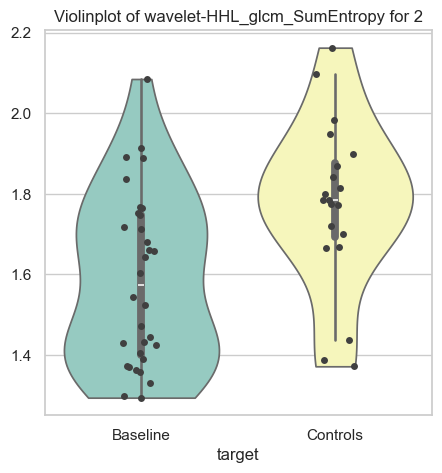 Violinplot of wavelet-HHL_glcm_SumEntropy for 2
2.2
2.0
1.8
1.6
1.4
Baseline Controls
target